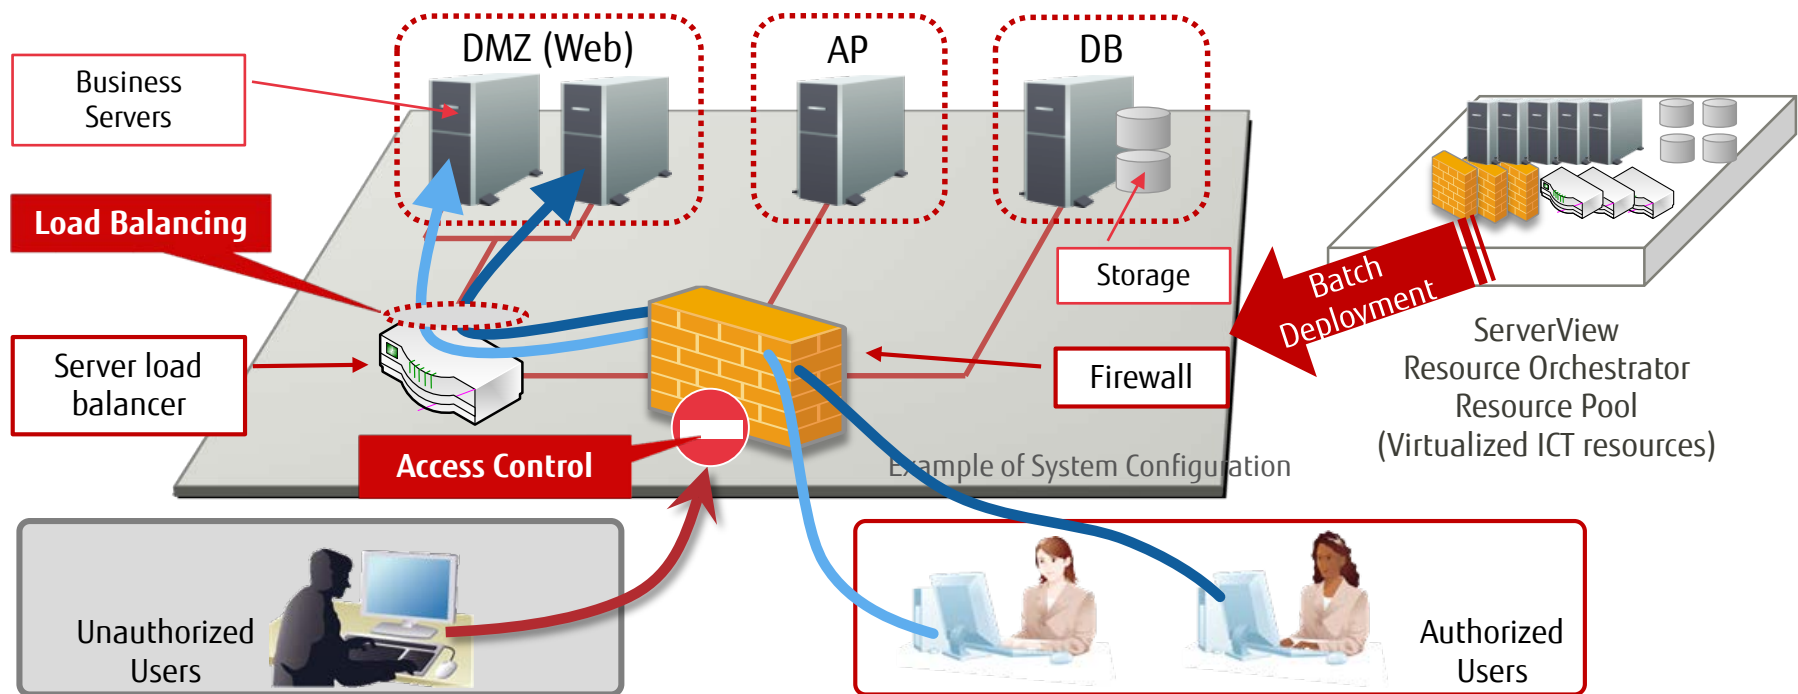 DMZ (Web)
AP
DB
Business
Servers
Load Balancing
Storage
Batch
Deployment
Server load
balancer
Firewall
ServerView
Resource Orchestrator
Resource Pool
(Virtualized ICT resources)
Access Control
Example of System Configuration
Unauthorized
Users
Authorized
Users